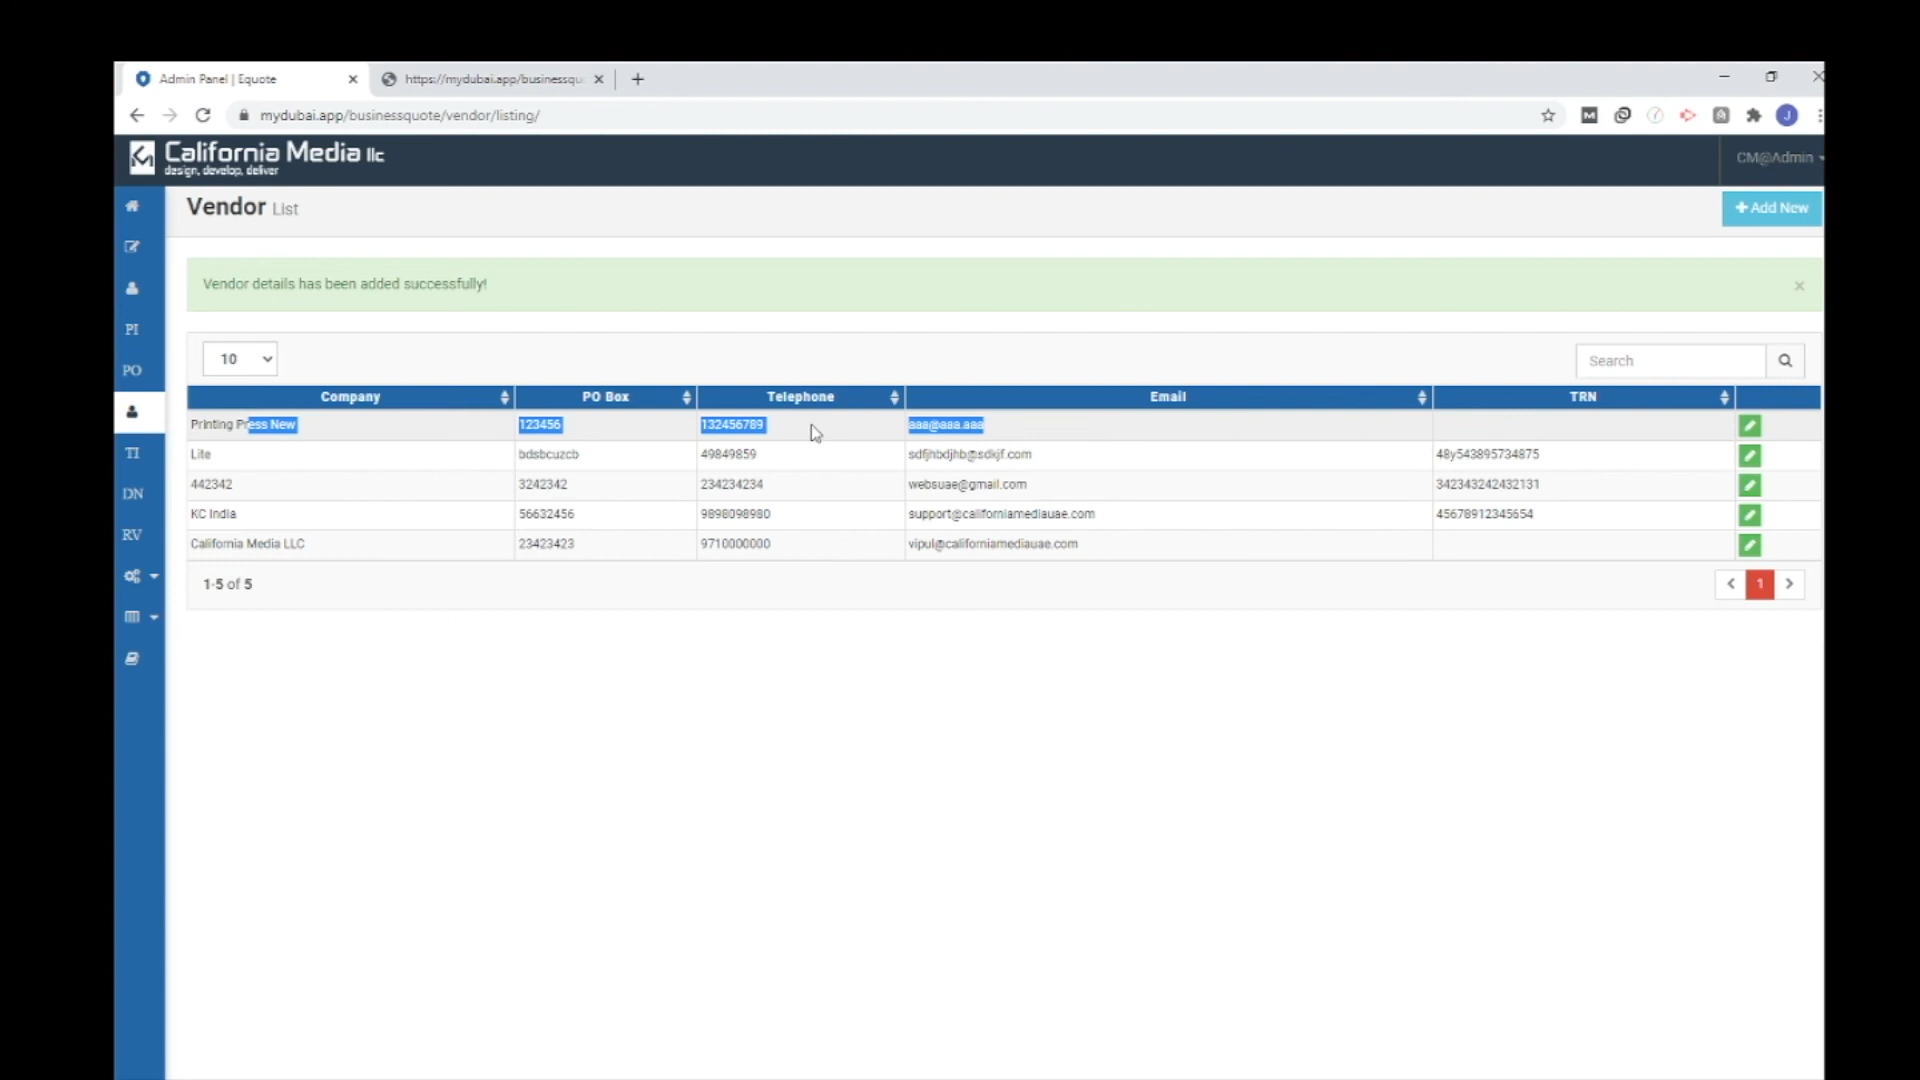 Admin Panel | Equote
https://mydubai.app/businessqu
mydubai.app/businessquote/vendor/listing/
California Media llc
design, develop, deliver
CM@Admin
Vendor List
+ Add New
Vendor details has been added successfully!
10
Search
Company PO Box Telephone Email TRN
Printing Press New 123456 132456789 aaa@aaa.aaa
Lite bdsbcuzcb 49849859 sdfjhbdjhb@sdkjf.com 48y543895734875
442342 3242342 234234234 websuae@gmail.com 342343242432131
KC India 56632456 9898098980 support@californiamediauae.com 45678912345654
California Media LLC 23423423 9710000000 vipul@californiamediauae.com
1-5 of 5
1
PI
PO
TI
DN
RV
M
J